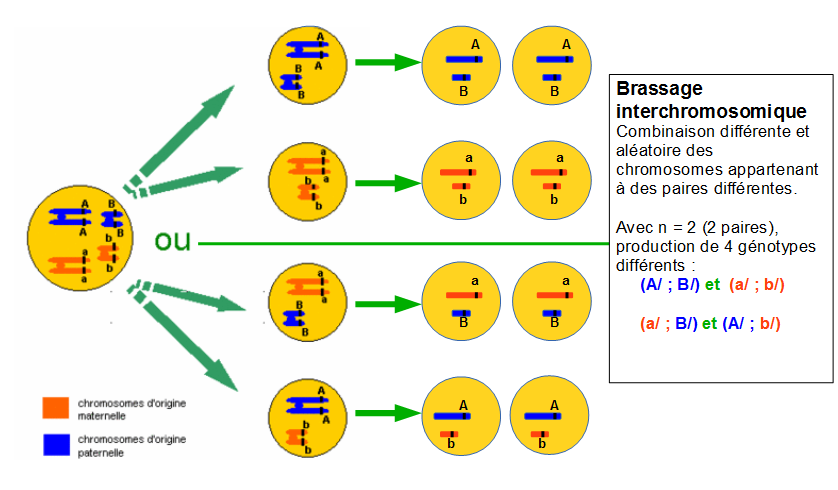 A
A
B
B
A
B
A
B
a
a
b
b
a
b
a
b
A
A
B
B
b
b
a
a
ou
a
a
B
B
a
B
a
B
A
A
b
b
A
b
A
b
Brassage
interchromosomique
Combinaison différente et
aléatoire des
chromosomes appartenant
à des paires différentes.
Avec n = 2 (2 paires),
production de 4 génotypes
différents :
(A/ ; B/) et (a/ ; b/)
(a/ ; B/) et (A/ ; b/)
chromosomes d'origine
maternelle
chromosomes d'origine
paternelle